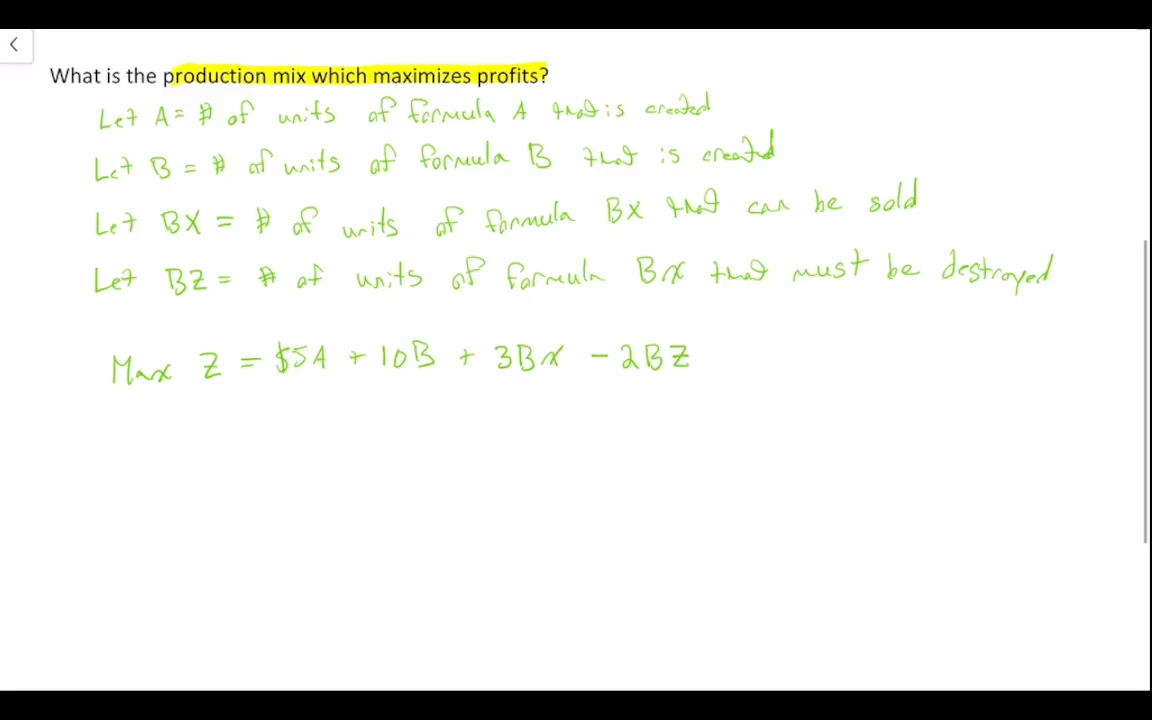 What is the production mix which maximizes profits?
Let A = # of units of formula A that is created
Let B = # of units of formula B that is created
Let BX = # of units of formula BX that can be sold
Let BZ = # of units of formula BX that must be destroyed
Max Z = $5A + 10B + 3BX - 2BZ